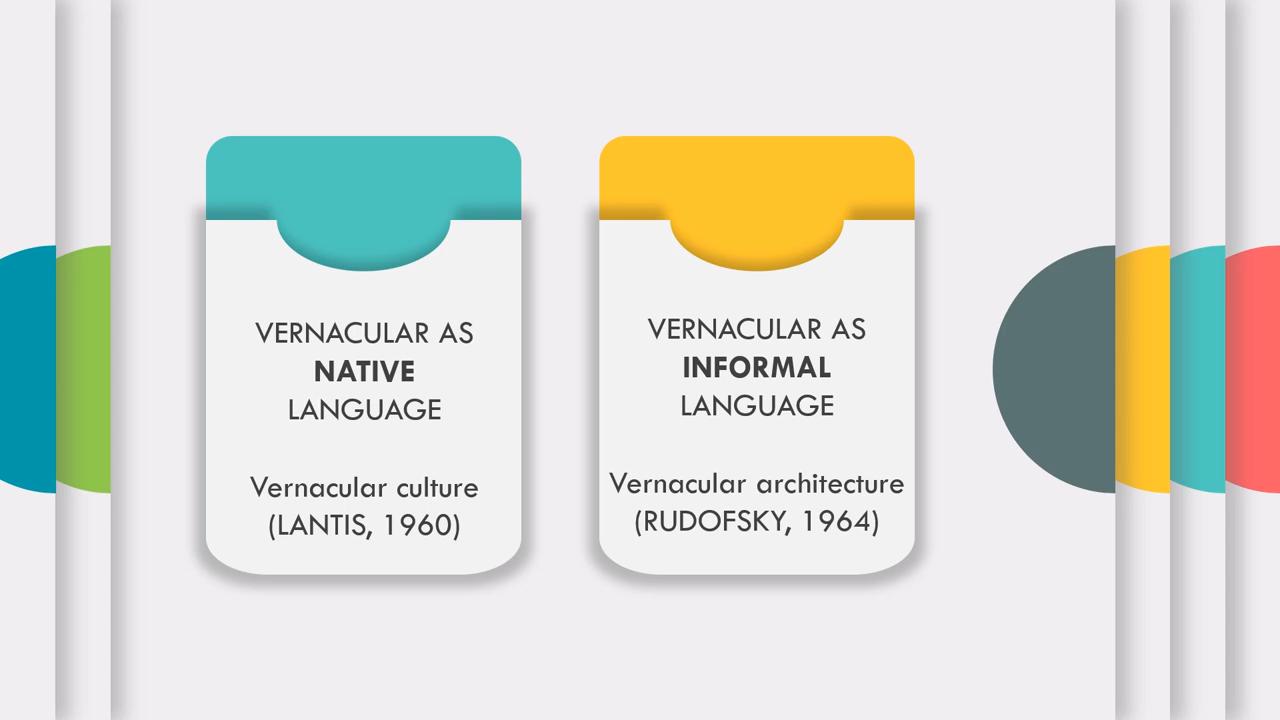 VERNACULAR AS
NATIVE
LANGUAGE
Vernacular culture
(LANTIS, 1960)
VERNACULAR AS
INFORMAL
LANGUAGE
Vernacular architecture
(RUDOFSKY, 1964)